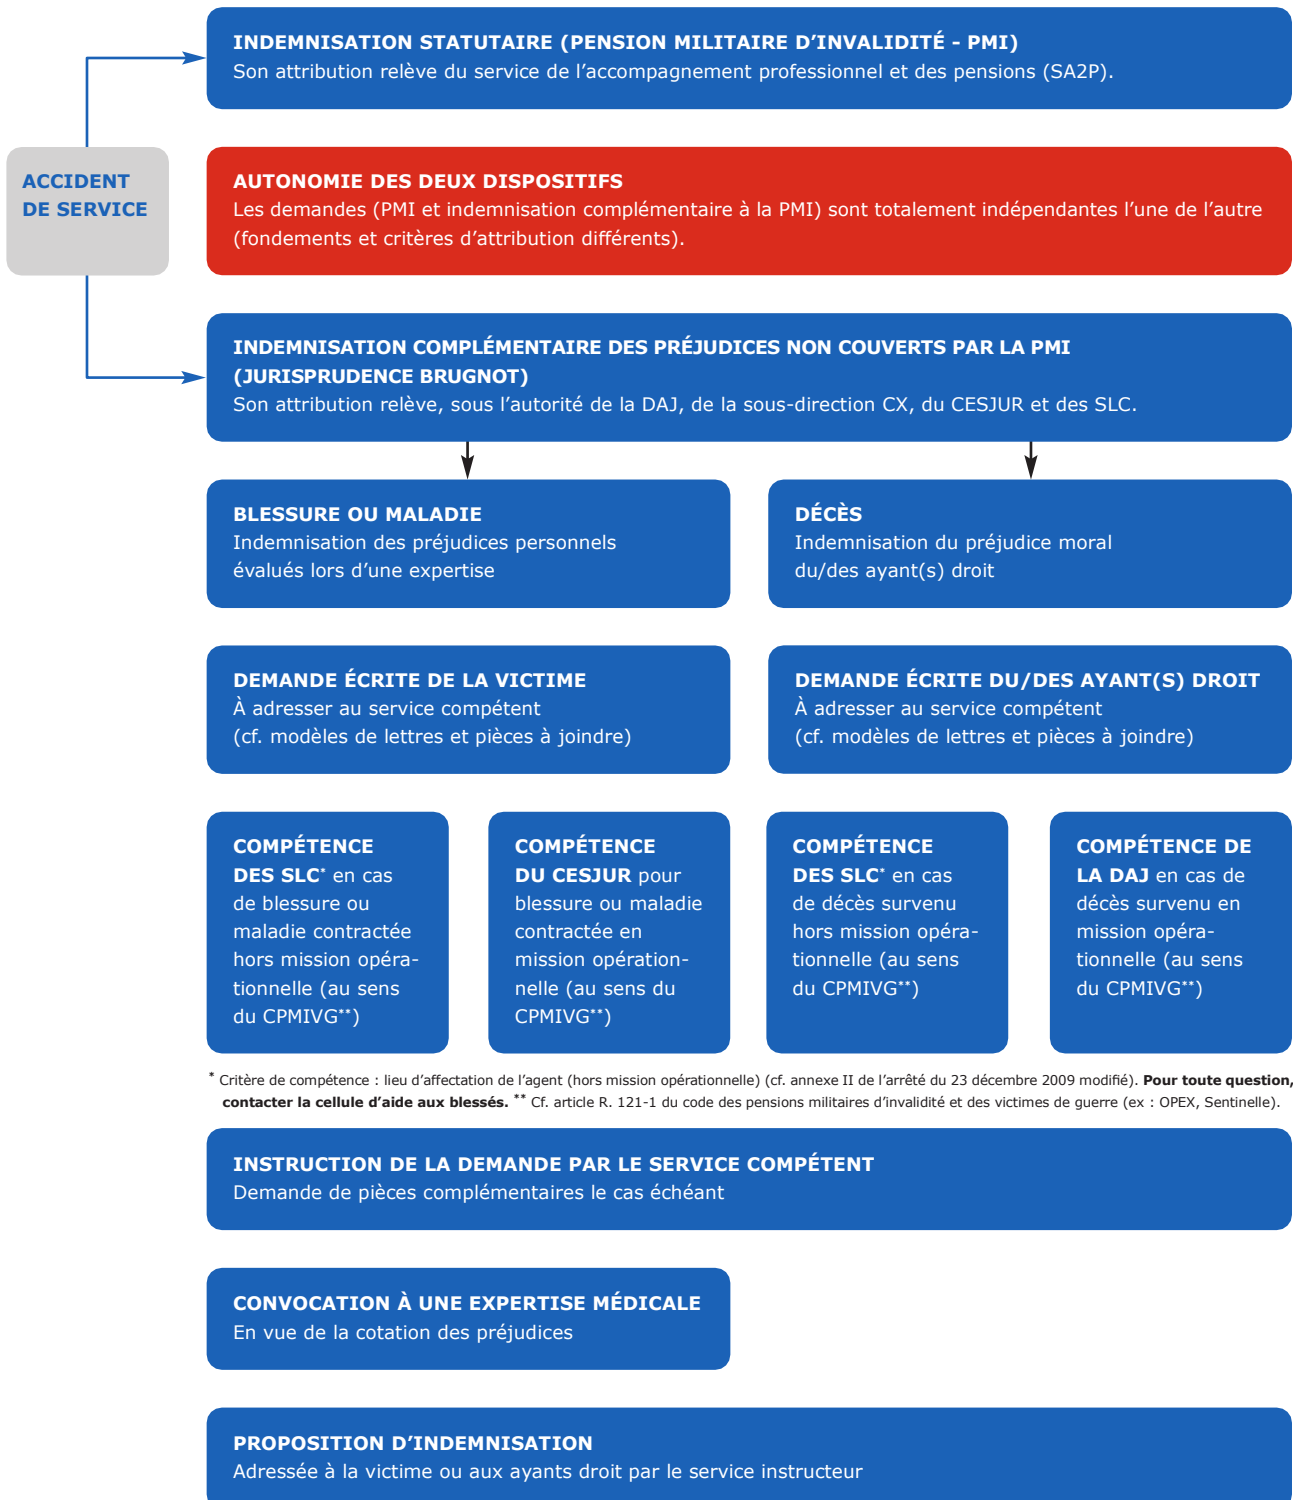 INDEMNISATION STATUTAIRE (PENSION MILITAIRE D’INVALIDITÉ - PMI)
Son attribution relève du service de l’accompagnement professionnel et des pensions (SA2P).
ACCIDENT
DE SERVICE
AUTONOMIE DES DEUX DISPOSITIFS
Les demandes (PMI et indemnisation complémentaire à la PMI) sont totalement indépendantes l’une de l’autre
(fondements et critères d’attribution différents).
INDEMNISATION COMPLÉMENTAIRE DES PRÉJUDICES NON COUVERTS PAR LA PMI
(JURISPRUDENCE BRUGNOT)
Son attribution relève, sous l’autorité de la DAJ, de la sous-direction CX, du CESJUR et des SLC.
BLESSURE OU MALADIE
Indemnisation des préjudices personnels
évalués lors d’une expertise
DÉCÈS
Indemnisation du préjudice moral
du/des ayant(s) droit
DEMANDE ÉCRITE DE LA VICTIME
À adresser au service compétent
(cf. modèles de lettres et pièces à joindre)
DEMANDE ÉCRITE DU/DES AYANT(S) DROIT
À adresser au service compétent
(cf. modèles de lettres et pièces à joindre)
COMPÉTENCE
DES SLC* en cas
de blessure ou
maladie contractée
hors mission opéra-
tionnelle (au sens
du CPMIVG**)
COMPÉTENCE
DU CESJUR pour
blessure ou maladie
contractée en
mission opération-
nelle (au sens du
CPMIVG**)
COMPÉTENCE
DES SLC* en cas
de décès survenu
hors mission opéra-
tionnelle (au sens
du CPMIVG**)
COMPÉTENCE DE
LA DAJ en cas de
décès survenu en
mission opéra-
tionnelle (au sens
du CPMIVG**)
* Critère de compétence : lieu d’affectation de l’agent (hors mission opérationnelle) (cf. annexe II de l’arrêté du 23 décembre 2009 modifié). Pour toute question,
contacter la cellule d’aide aux blessés. ** Cf. article R. 121-1 du code des pensions militaires d’invalidité et des victimes de guerre (ex : OPEX, Sentinelle).
INSTRUCTION DE LA DEMANDE PAR LE SERVICE COMPÉTENT
Demande de pièces complémentaires le cas échéant
CONVOCATION À UNE EXPERTISE MÉDICALE
En vue de la cotation des préjudices
PROPOSITION D’INDEMNISATION
Adressée à la victime ou aux ayants droit par le service instructeur